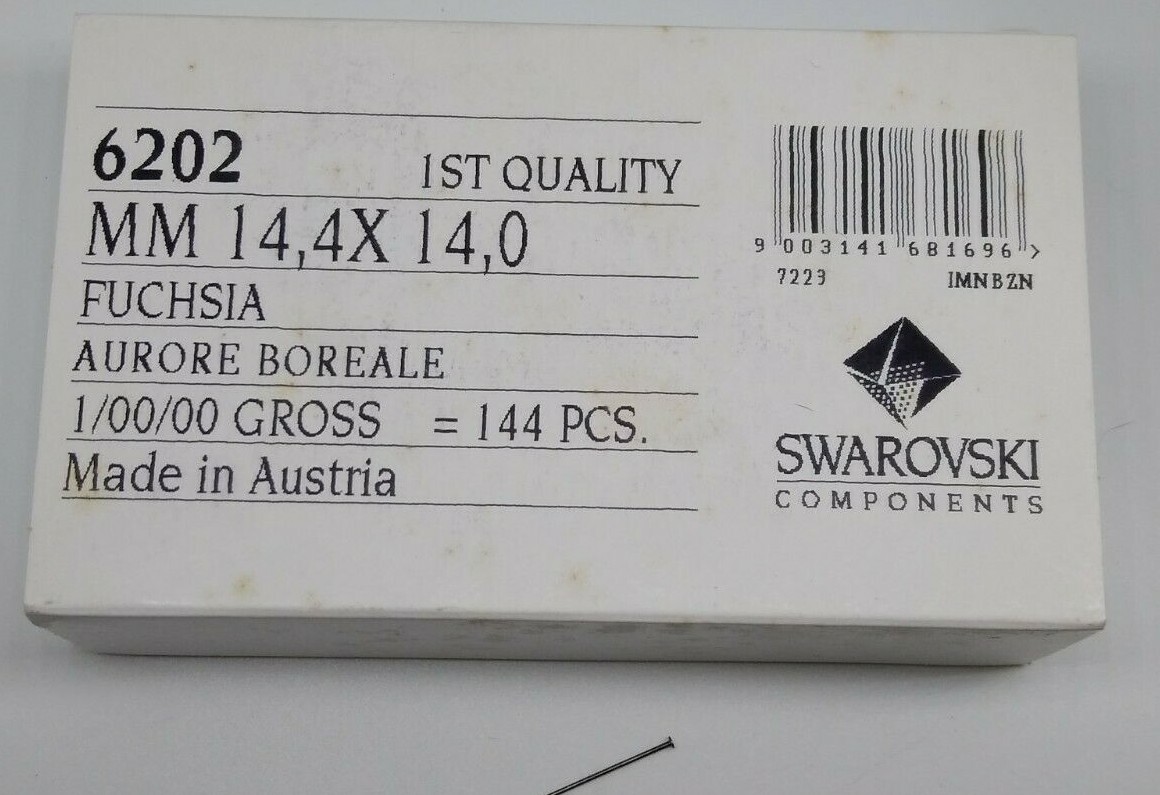 6202 1ST QUALITY
MM 14,4X 14,0
FUCHSIA
AURORE BOREALE
1/00/00 GROSS = 144 PCS.
Made in Austria
9 003141 681696 >
7223 IMNBZN
SWAROVSKI
COMPONENTS